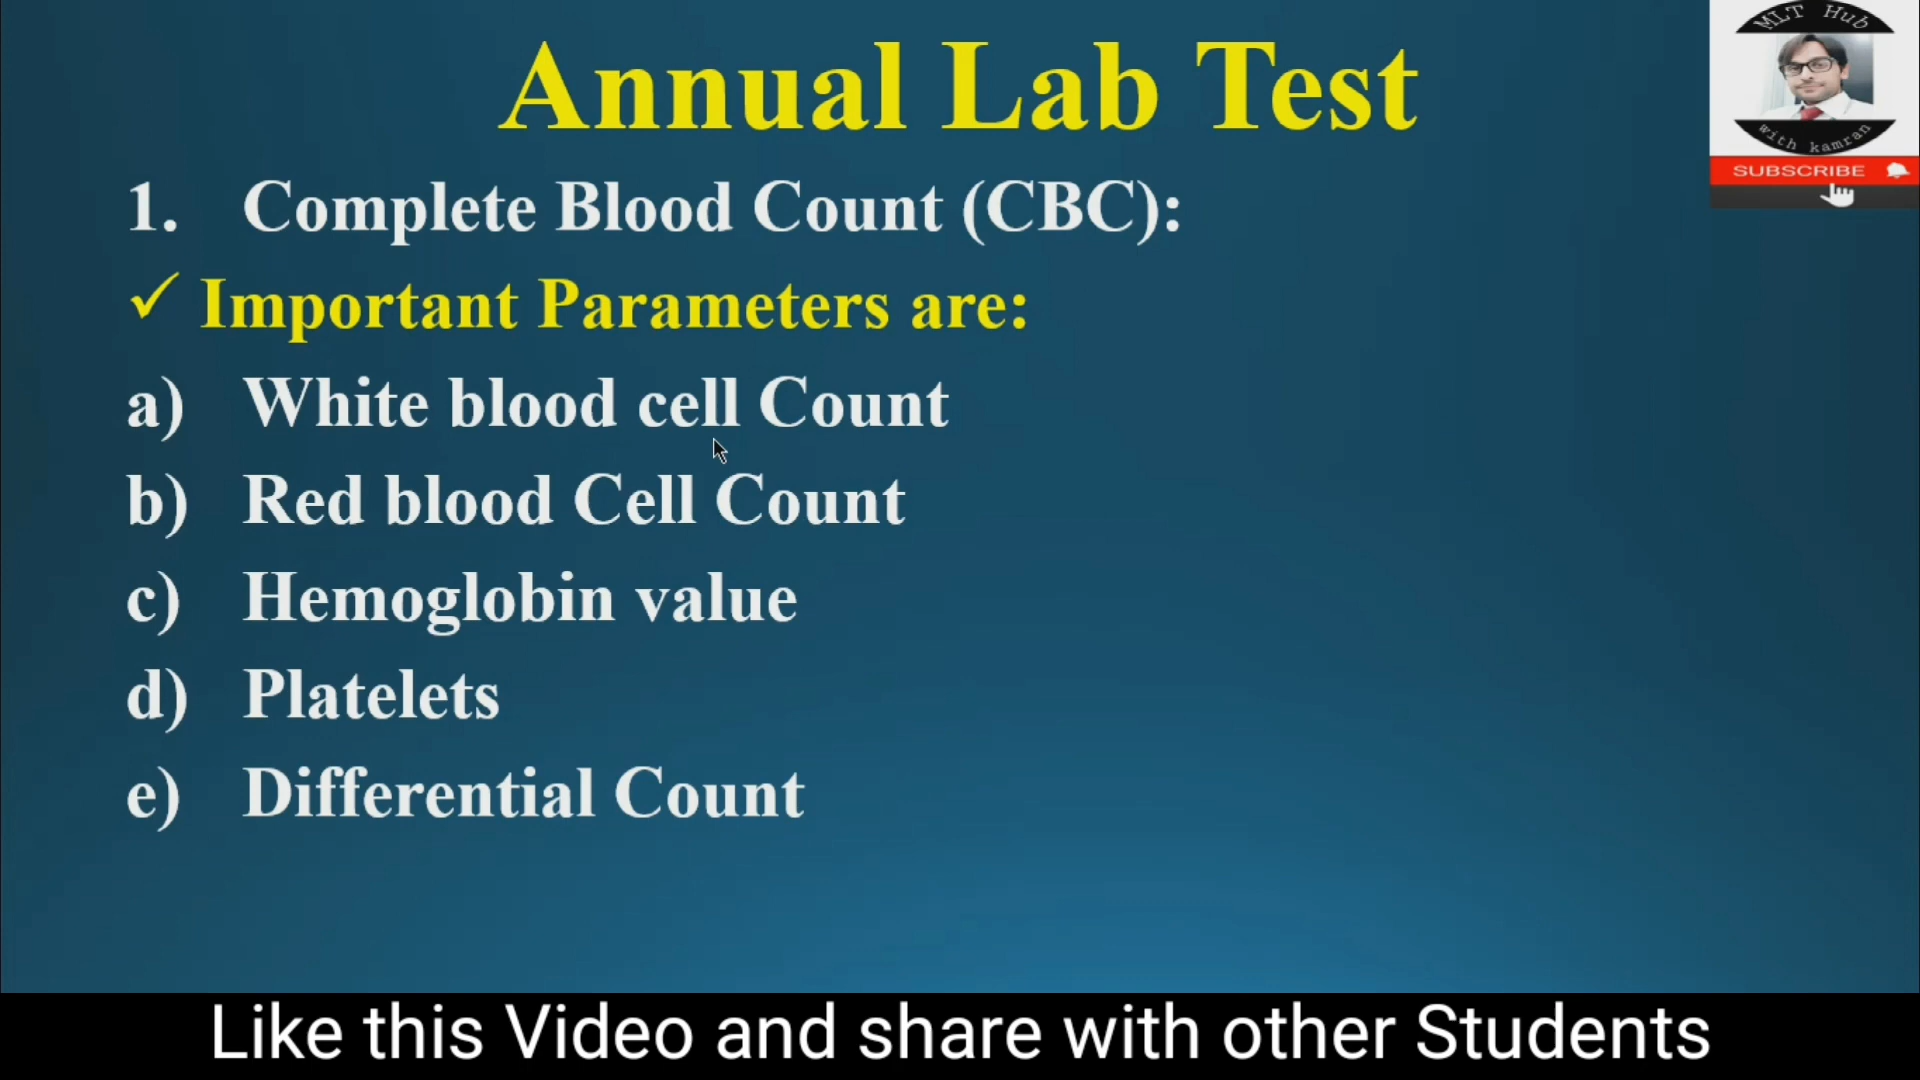 Annual Lab Test
MLT Hub
with kamran
SUBSCRIBE
1. Complete Blood Count (CBC):
✓ Important Parameters are:
a) White blood cell Count
b) Red blood Cell Count
c) Hemoglobin value
d) Platelets
e) Differential Count
Like this Video and share with other Students